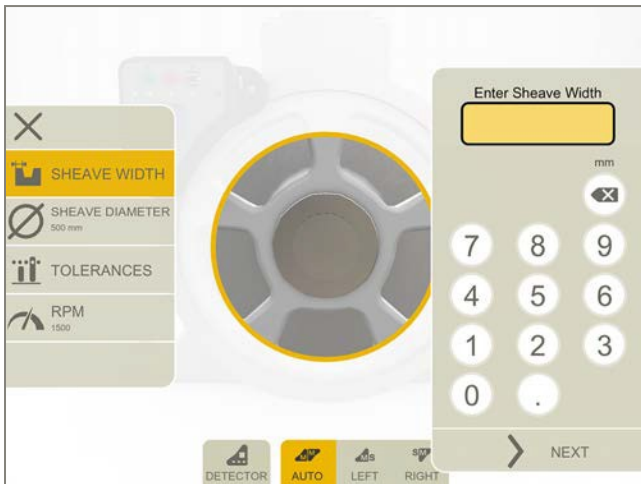 SHEAVE WIDTH
SHEAVE DIAMETER
500 mm
TOLERANCES
RPM
1500
Enter Sheave Width
mm
7 8 9
4 5 6
1 2 3
0 .
NEXT
DETECTOR
AUTO
LEFT
RIGHT